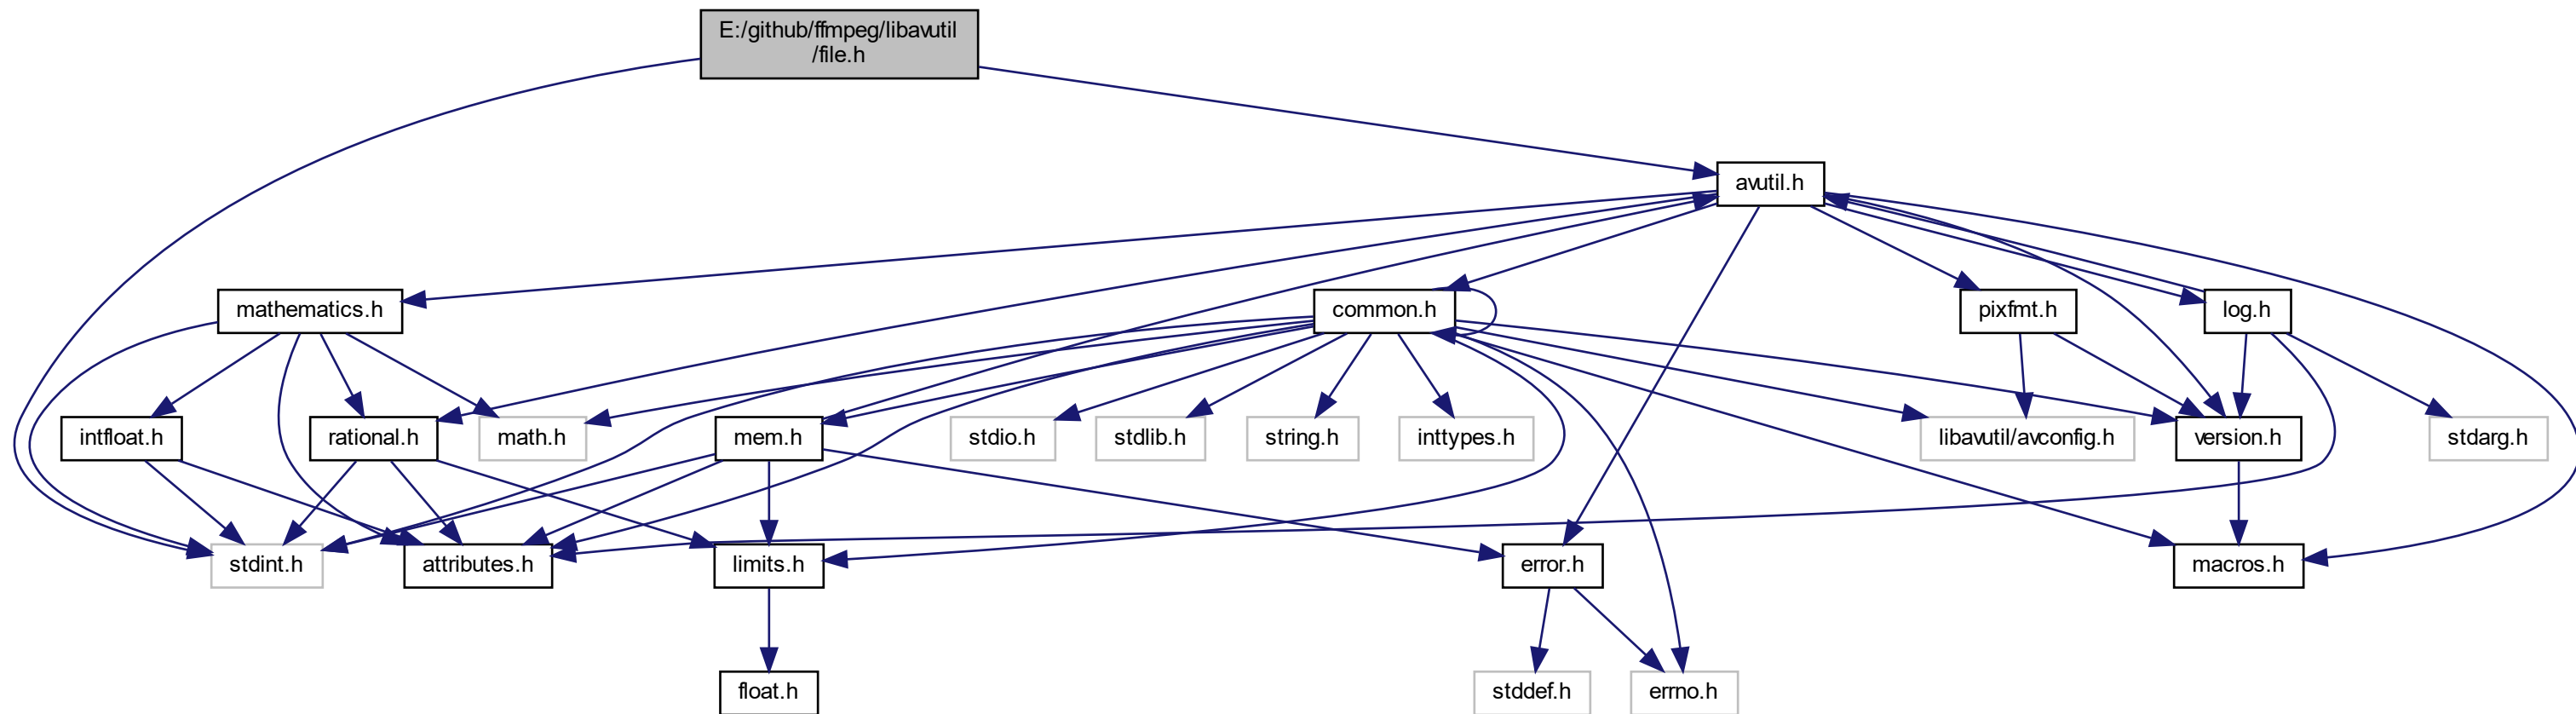 E:/github/ffmpeg/libavutil
/file.h
avutil.h
mathematics.h
common.h
pixfmt.h
log.h
intfloat.h
rational.h
math.h
mem.h
stdio.h
stdlib.h
string.h
inttypes.h
libavutil/avconfig.h
version.h
stdarg.h
stdint.h
attributes.h
limits.h
error.h
macros.h
float.h
stddef.h
errno.h